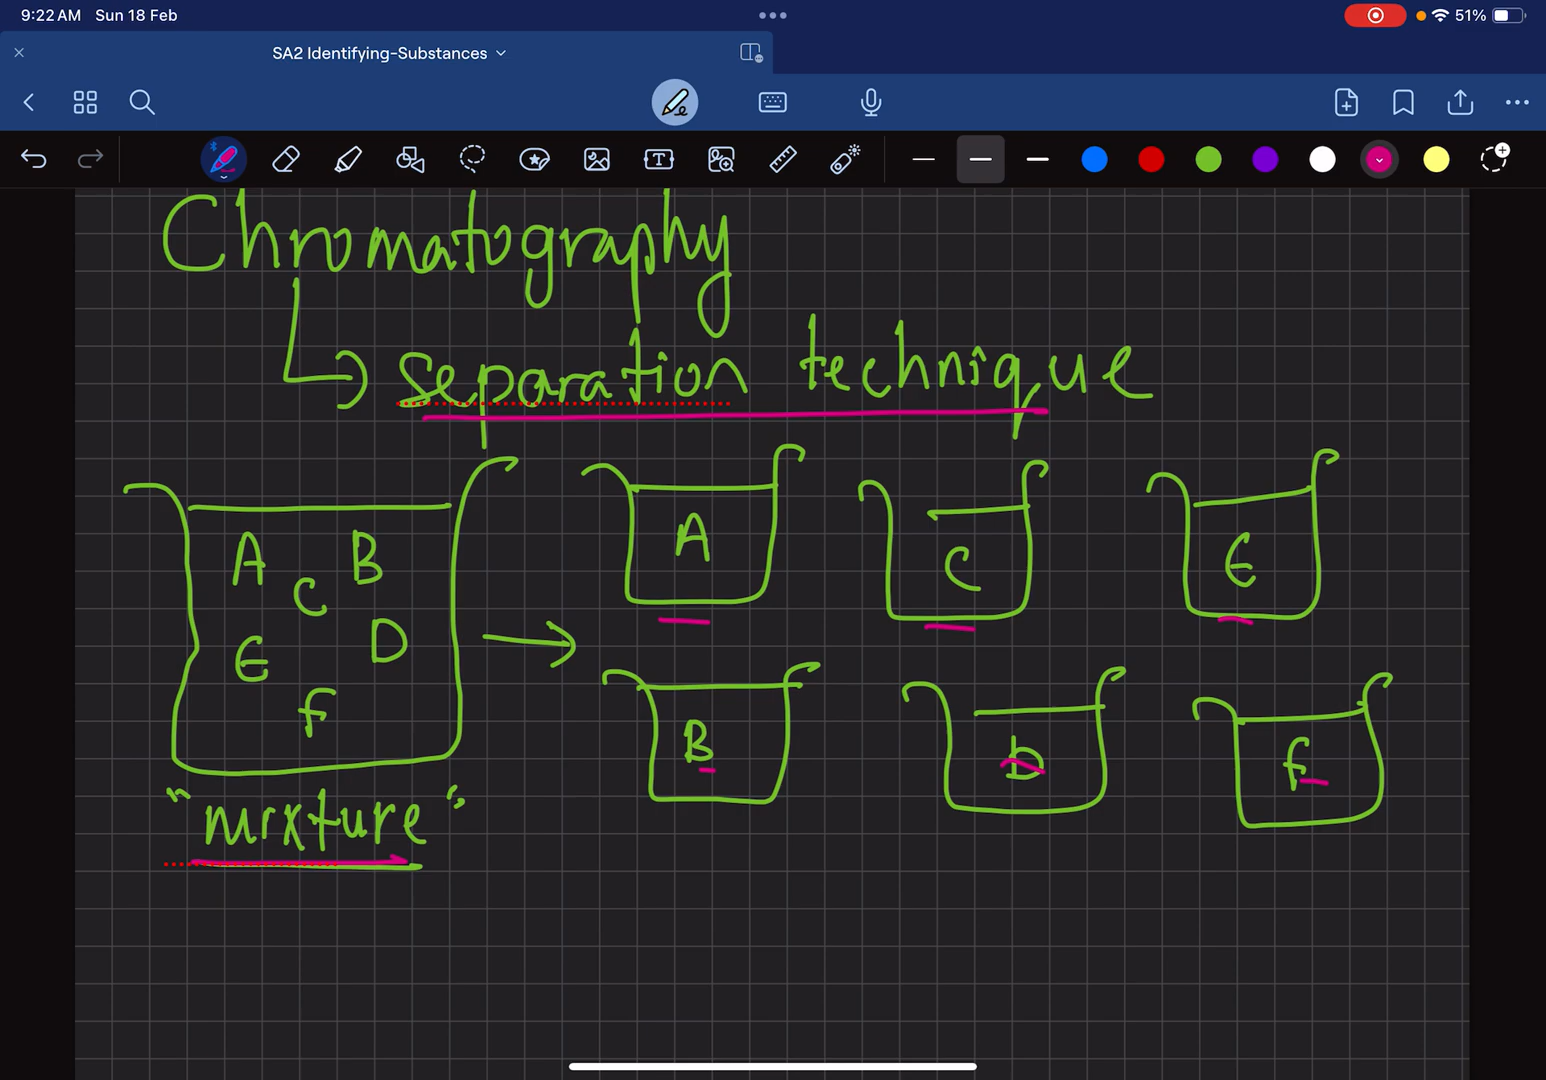 9:22 AM Sun 18 Feb
51%
SA2 Identifying-Substances
T
Chromatography
separation technique
A B
C
E D
F
A
C
E
B
D
F
"mixture"